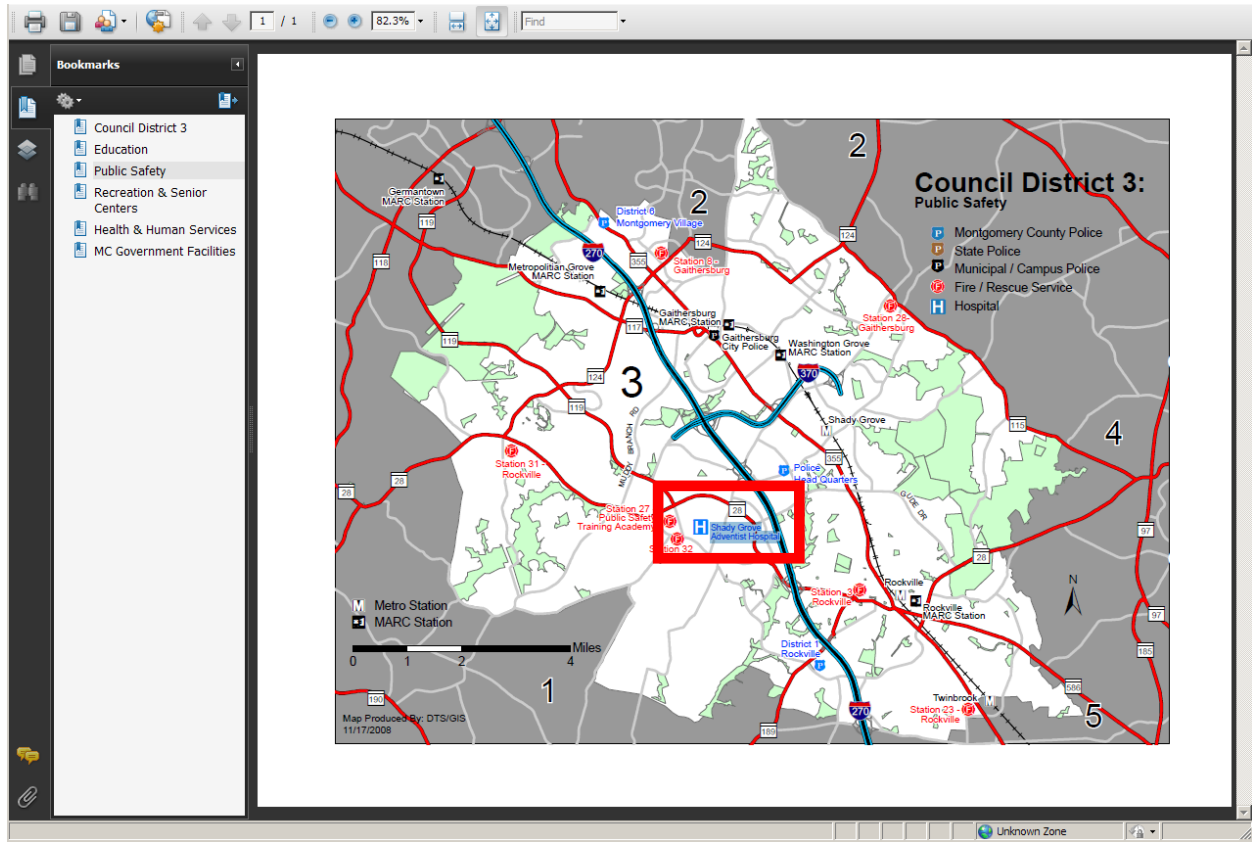 1 / 1
82.3%
Find
Bookmarks
Council District 3
Education
Public Safety
Recreation & Senior
Centers
Health & Human Services
MC Government Facilities
2
Council District 3:
Public Safety
P Montgomery County Police
P State Police
P Municipal / Campus Police
F Fire / Rescue Service
H Hospital
Germantown
MARC Station
2
District 6
Montgomery Village
119
124
124
118
270
355
Station 8 -
Gaithersburg
Metropolitian Grove
MARC Station
Station 28-
Gaithersburg
Gaithersburg
MARC Station
117
Gaithersburg
City Police
Washington Grove
MARC Station
119
3
124
370
119
MUDDY BRANCH RD
Shady Grove
M
115
4
355
Station 31 -
Rockville
Police
Head Quarters
28
28
GUDE DR
Station 27
Public Safety
Training Academy
28
H
Shady Grove
Adventist Hospital
Station 32
97
28
Rockville
M
Station 3
Rockville
Rockville
MARC Station
N
M Metro Station
MARC Station
97
Miles
0 1 2 4
District 1
Rockville
185
1
586
190
Twinbrook
M
Station 23 -
Rockville
270
5
Map Produced By: DTS/GIS
11/17/2008
189
Unknown Zone